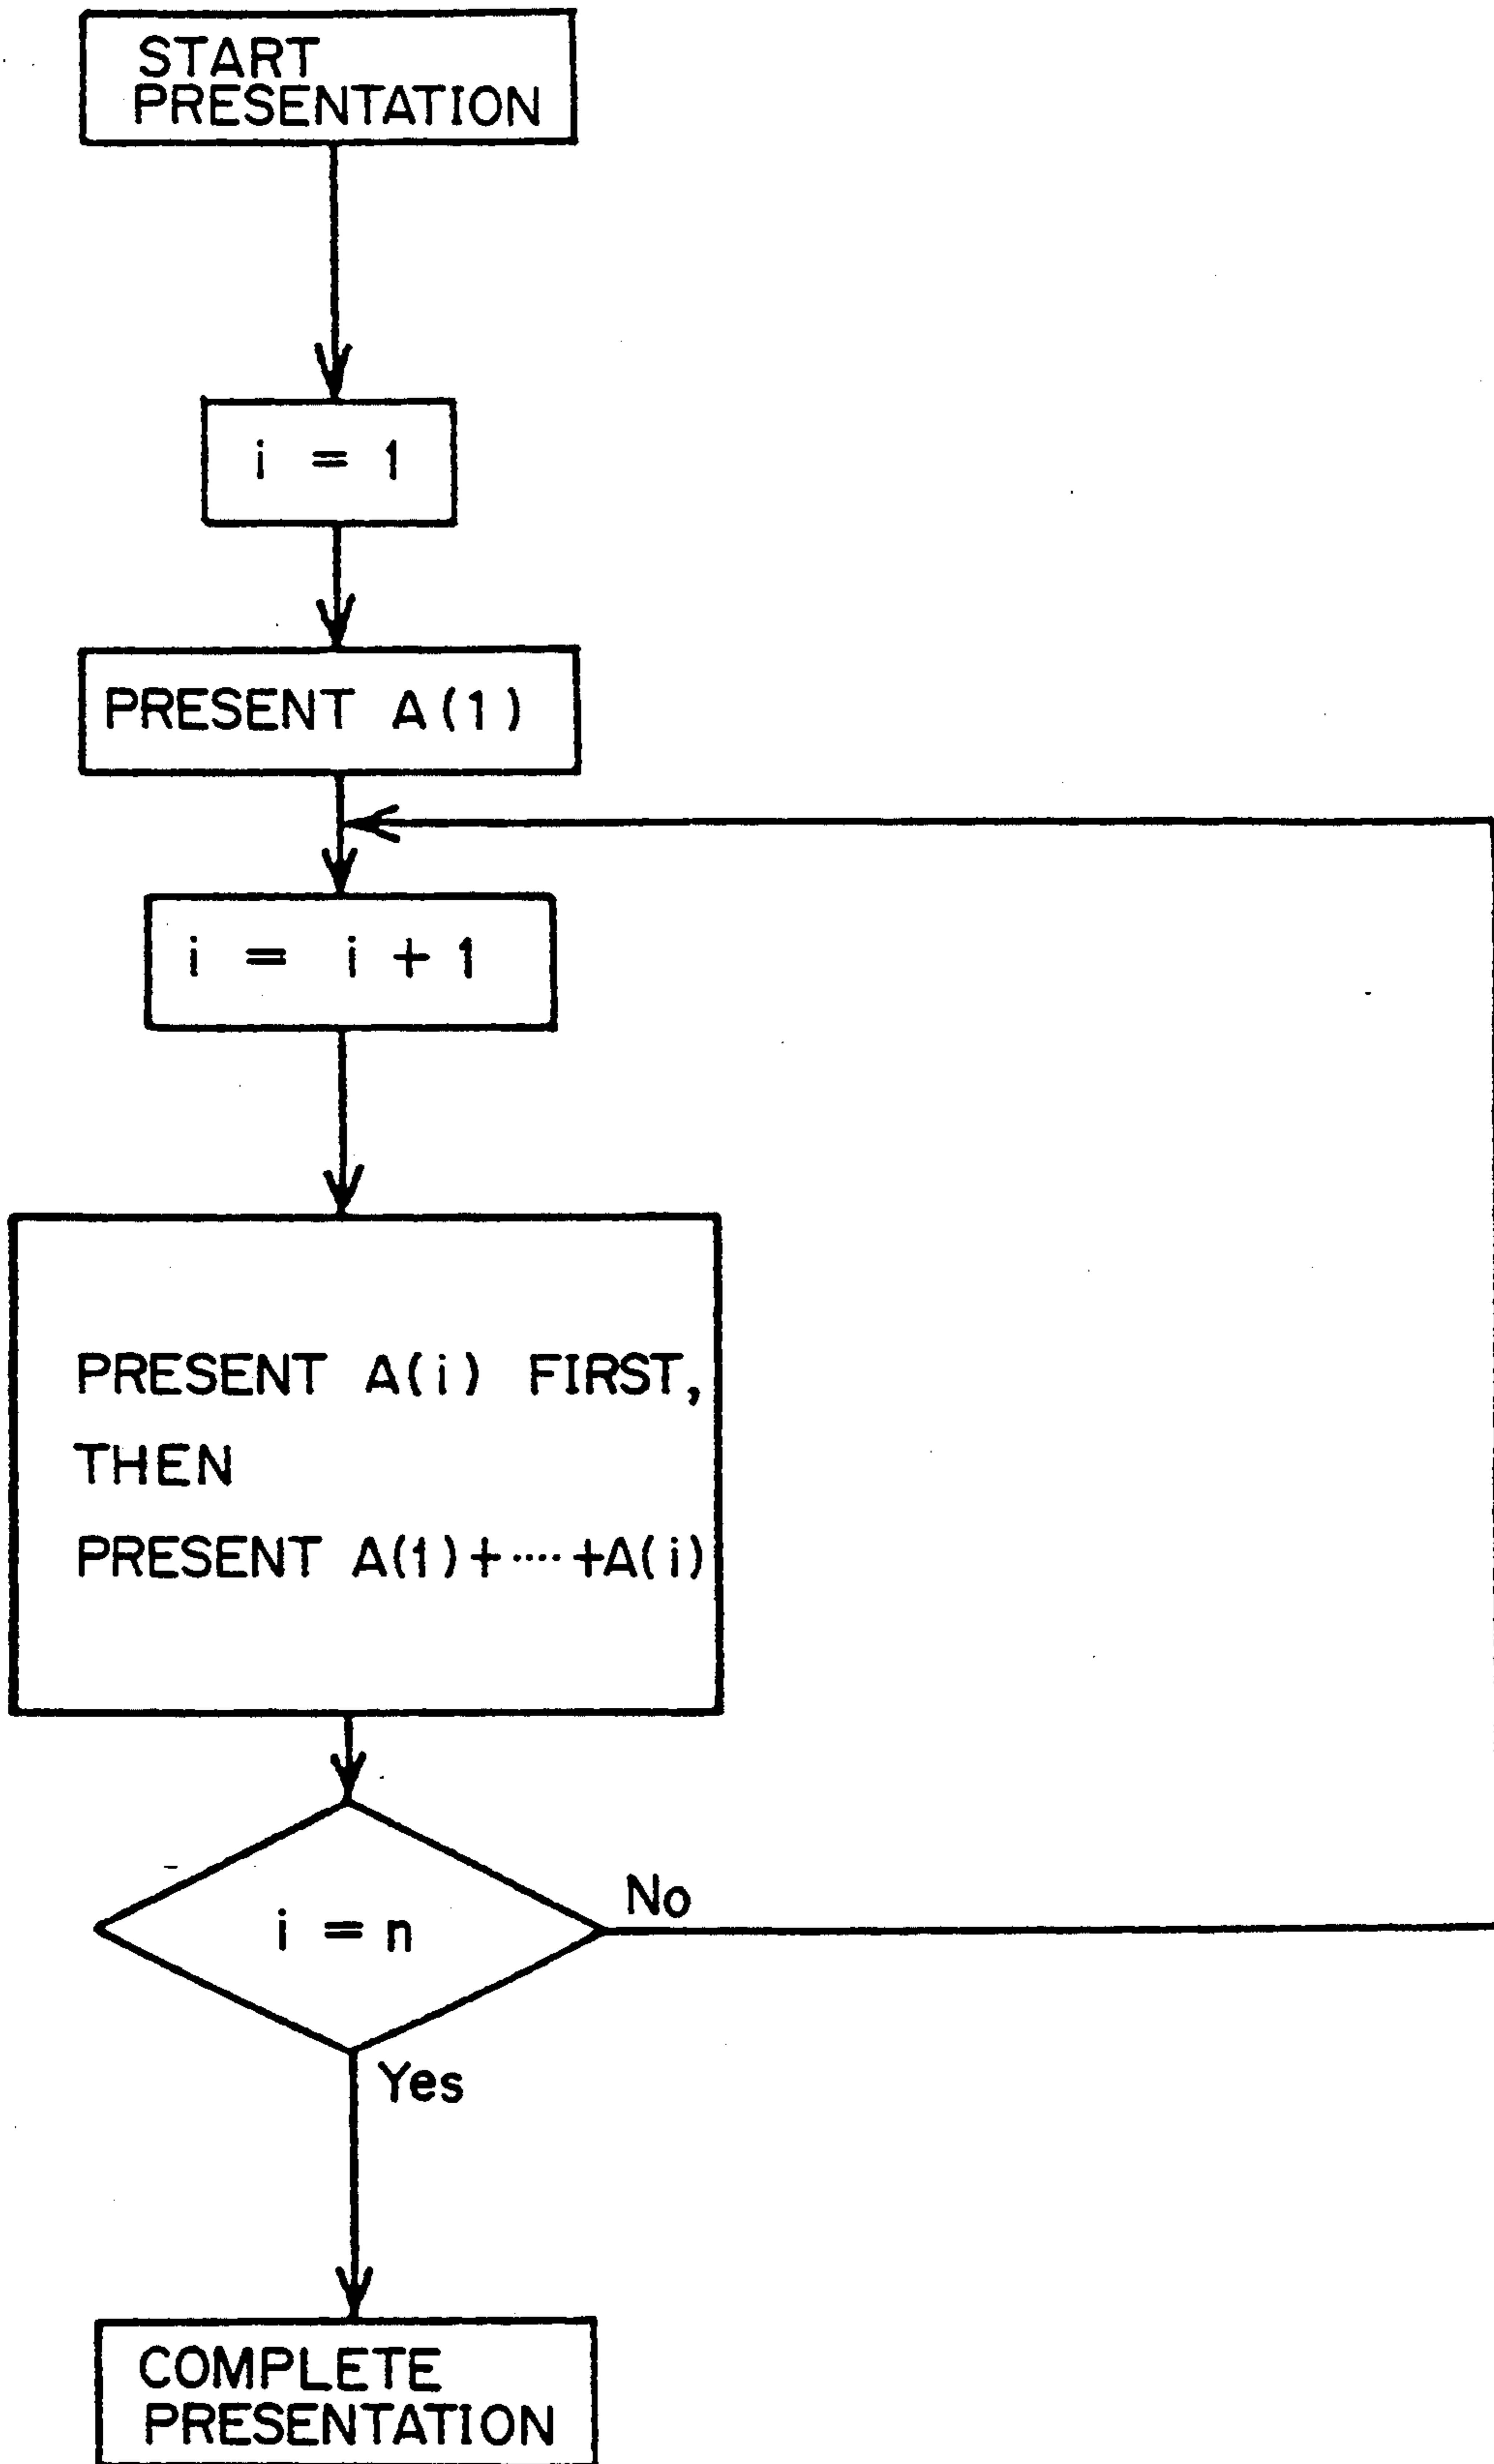 START
PRESENTATION
i = 1
PRESENT A(1)
i = i + 1
PRESENT A(i) FIRST,
THEN
PRESENT A(1)+····+A(i)
i = n
No
Yes
COMPLETE
PRESENTATION